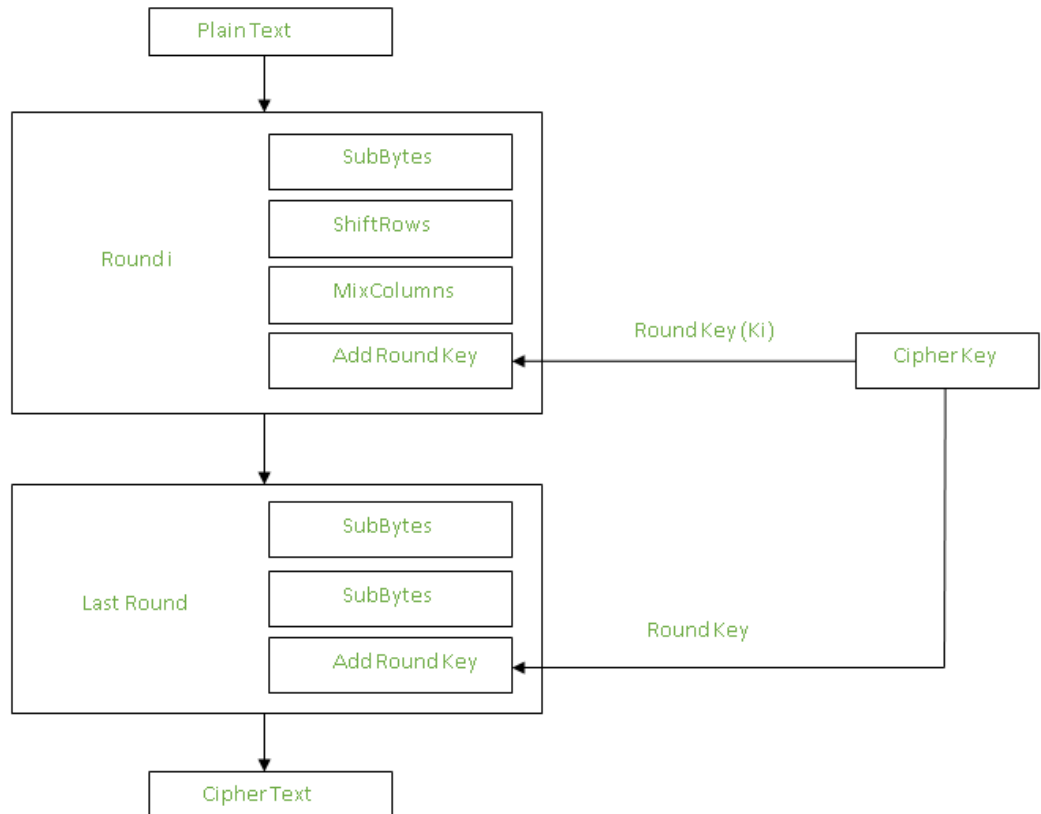 Plain Text
SubBytes
ShiftRows
Round i
MixColumns
Add Round Key
Round Key (Ki)
Cipher Key
SubBytes
Last Round
SubBytes
Add Round Key
Round Key
Cipher Text